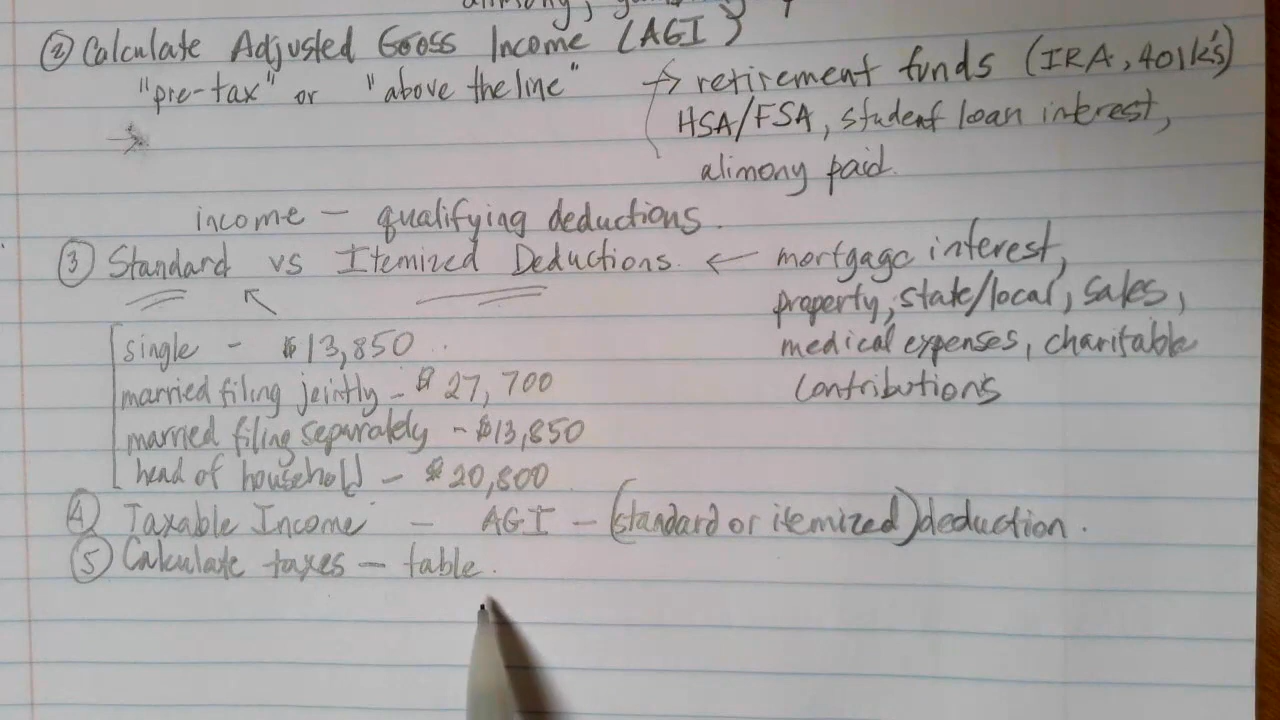 ② Calculate Adjusted Gross Income (AGI)
"pre-tax" or "above the line" → retirement funds (IRA, 401k's)
HSA/FSA, student loan interest,
alimony paid.
income - qualifying deductions.
③ Standard vs Itemized Deductions. ← mortgage interest,
property, state/local, sales,
medical expenses, charitable
contributions
single - $13,850
married filing jointly - $27,700
married filing separately - $13,850
head of household - $20,800
④ Taxable Income - AGI - (standard or itemized) deduction.
⑤ Calculate taxes - table.